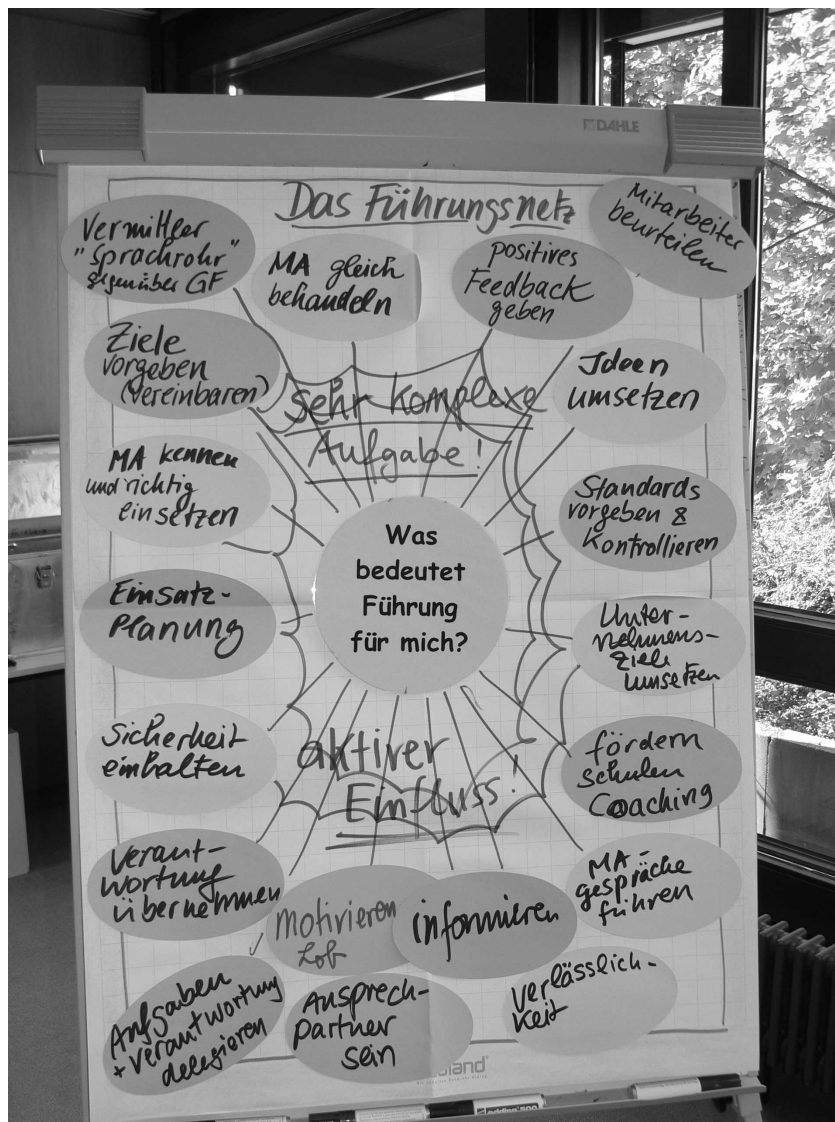 DAHLE
Das Führungsnetz
Vermittler
"Sprachrohr"
gegenüber GF
MA gleich
behandeln
positives
Feedback
geben
Mitarbeiter
beurteilen
Ziele
vorgeben
(vereinbaren)
Ideen
umsetzen
sehr komplexe
Aufgabe!
MA kennen
und richtig
einsetzen
Standards
vorgeben &
kontrollieren
Was
bedeutet
Führung
für mich?
Einsatz-
Planung
Unter-
nehmens-
ziele
umsetzen
Sicherheit
einhalten
aktiver
Einfluss!
fördern
schulen
Coaching
Verant-
wortung
übernehmen
motivieren
Lob
informieren
MA-
gespräche
führen
Aufgaben
+ Verantwortung
delegieren
Ansprech-
partner
sein
Verlässlich-
keit
edding 500